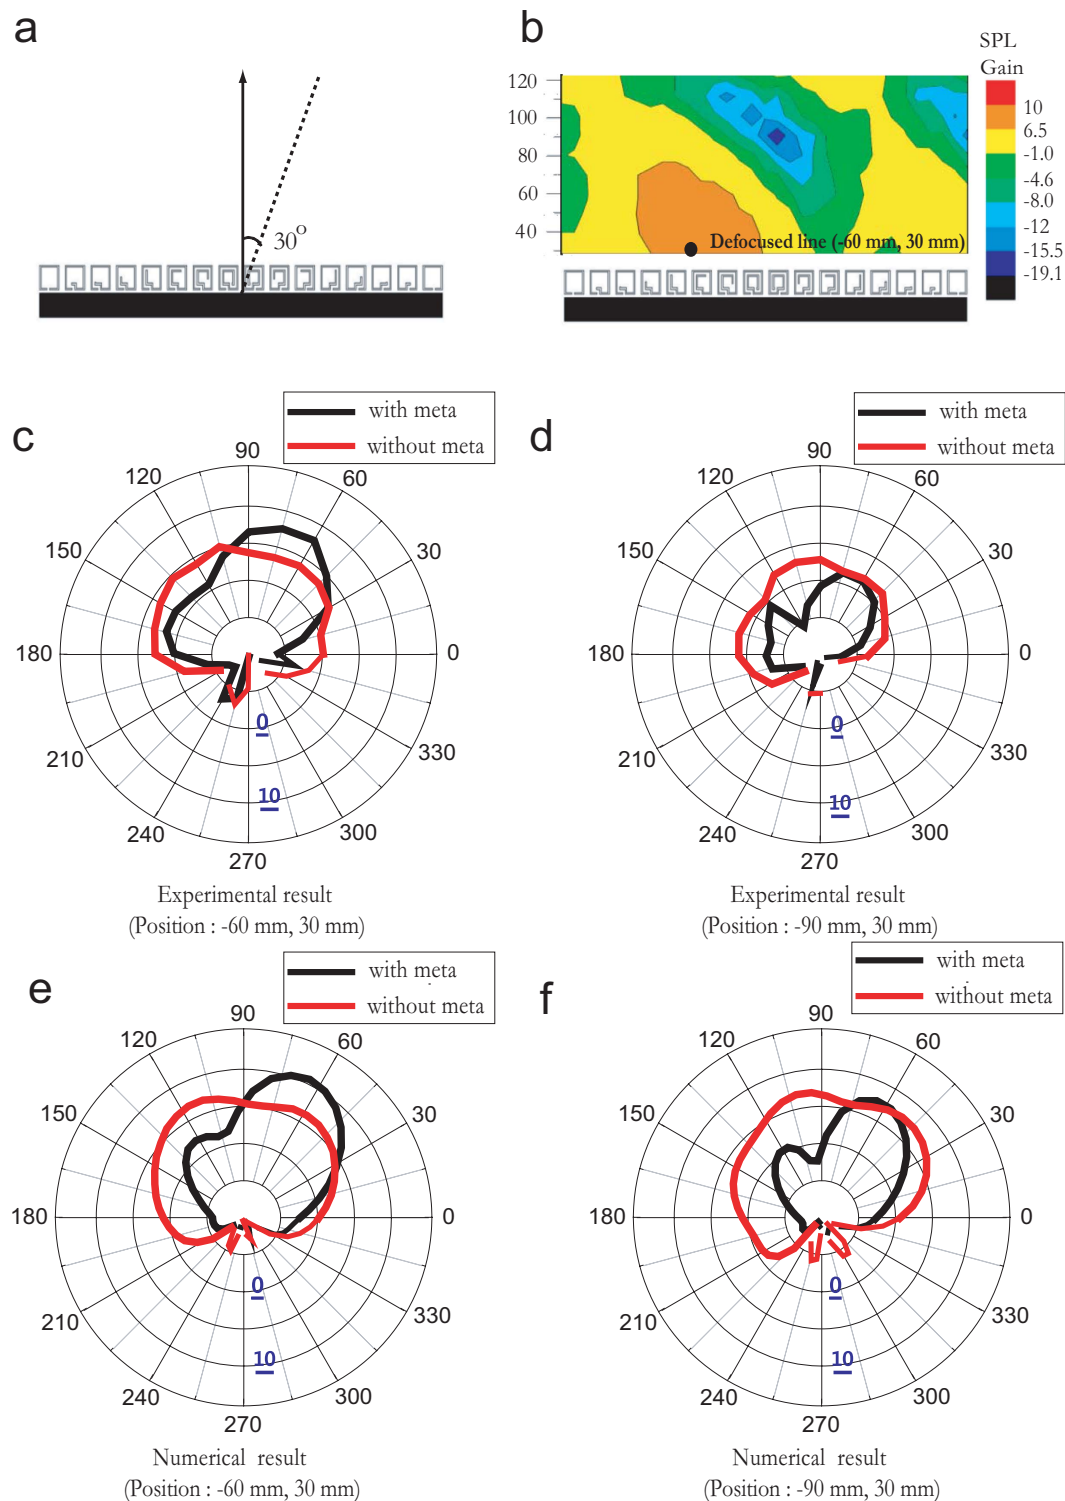 a
30°
b
SPL
Gain
120
100
80
60
40
10
6.5
-1.0
-4.6
-8.0
-12
-15.5
-19.1
Defocused line (-60 mm, 30 mm)
c
with meta
without meta
90
120
60
150
30
180
0
210
330
240
300
270
0
10
Experimental result
(Position : -60 mm, 30 mm)
d
with meta
without meta
90
120
60
150
30
180
0
210
330
240
300
270
0
10
Experimental result
(Position : -90 mm, 30 mm)
e
with meta
without meta
90
120
60
150
30
180
0
210
330
240
300
270
0
10
Numerical result
(Position : -60 mm, 30 mm)
f
with meta
without meta
90
120
60
150
30
180
0
210
330
240
300
270
0
10
Numerical result
(Position : -90 mm, 30 mm)